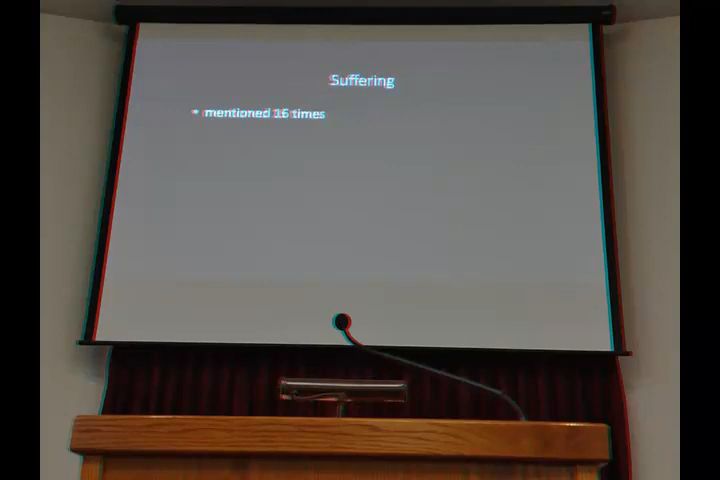 Suffering
• mentioned 16 times